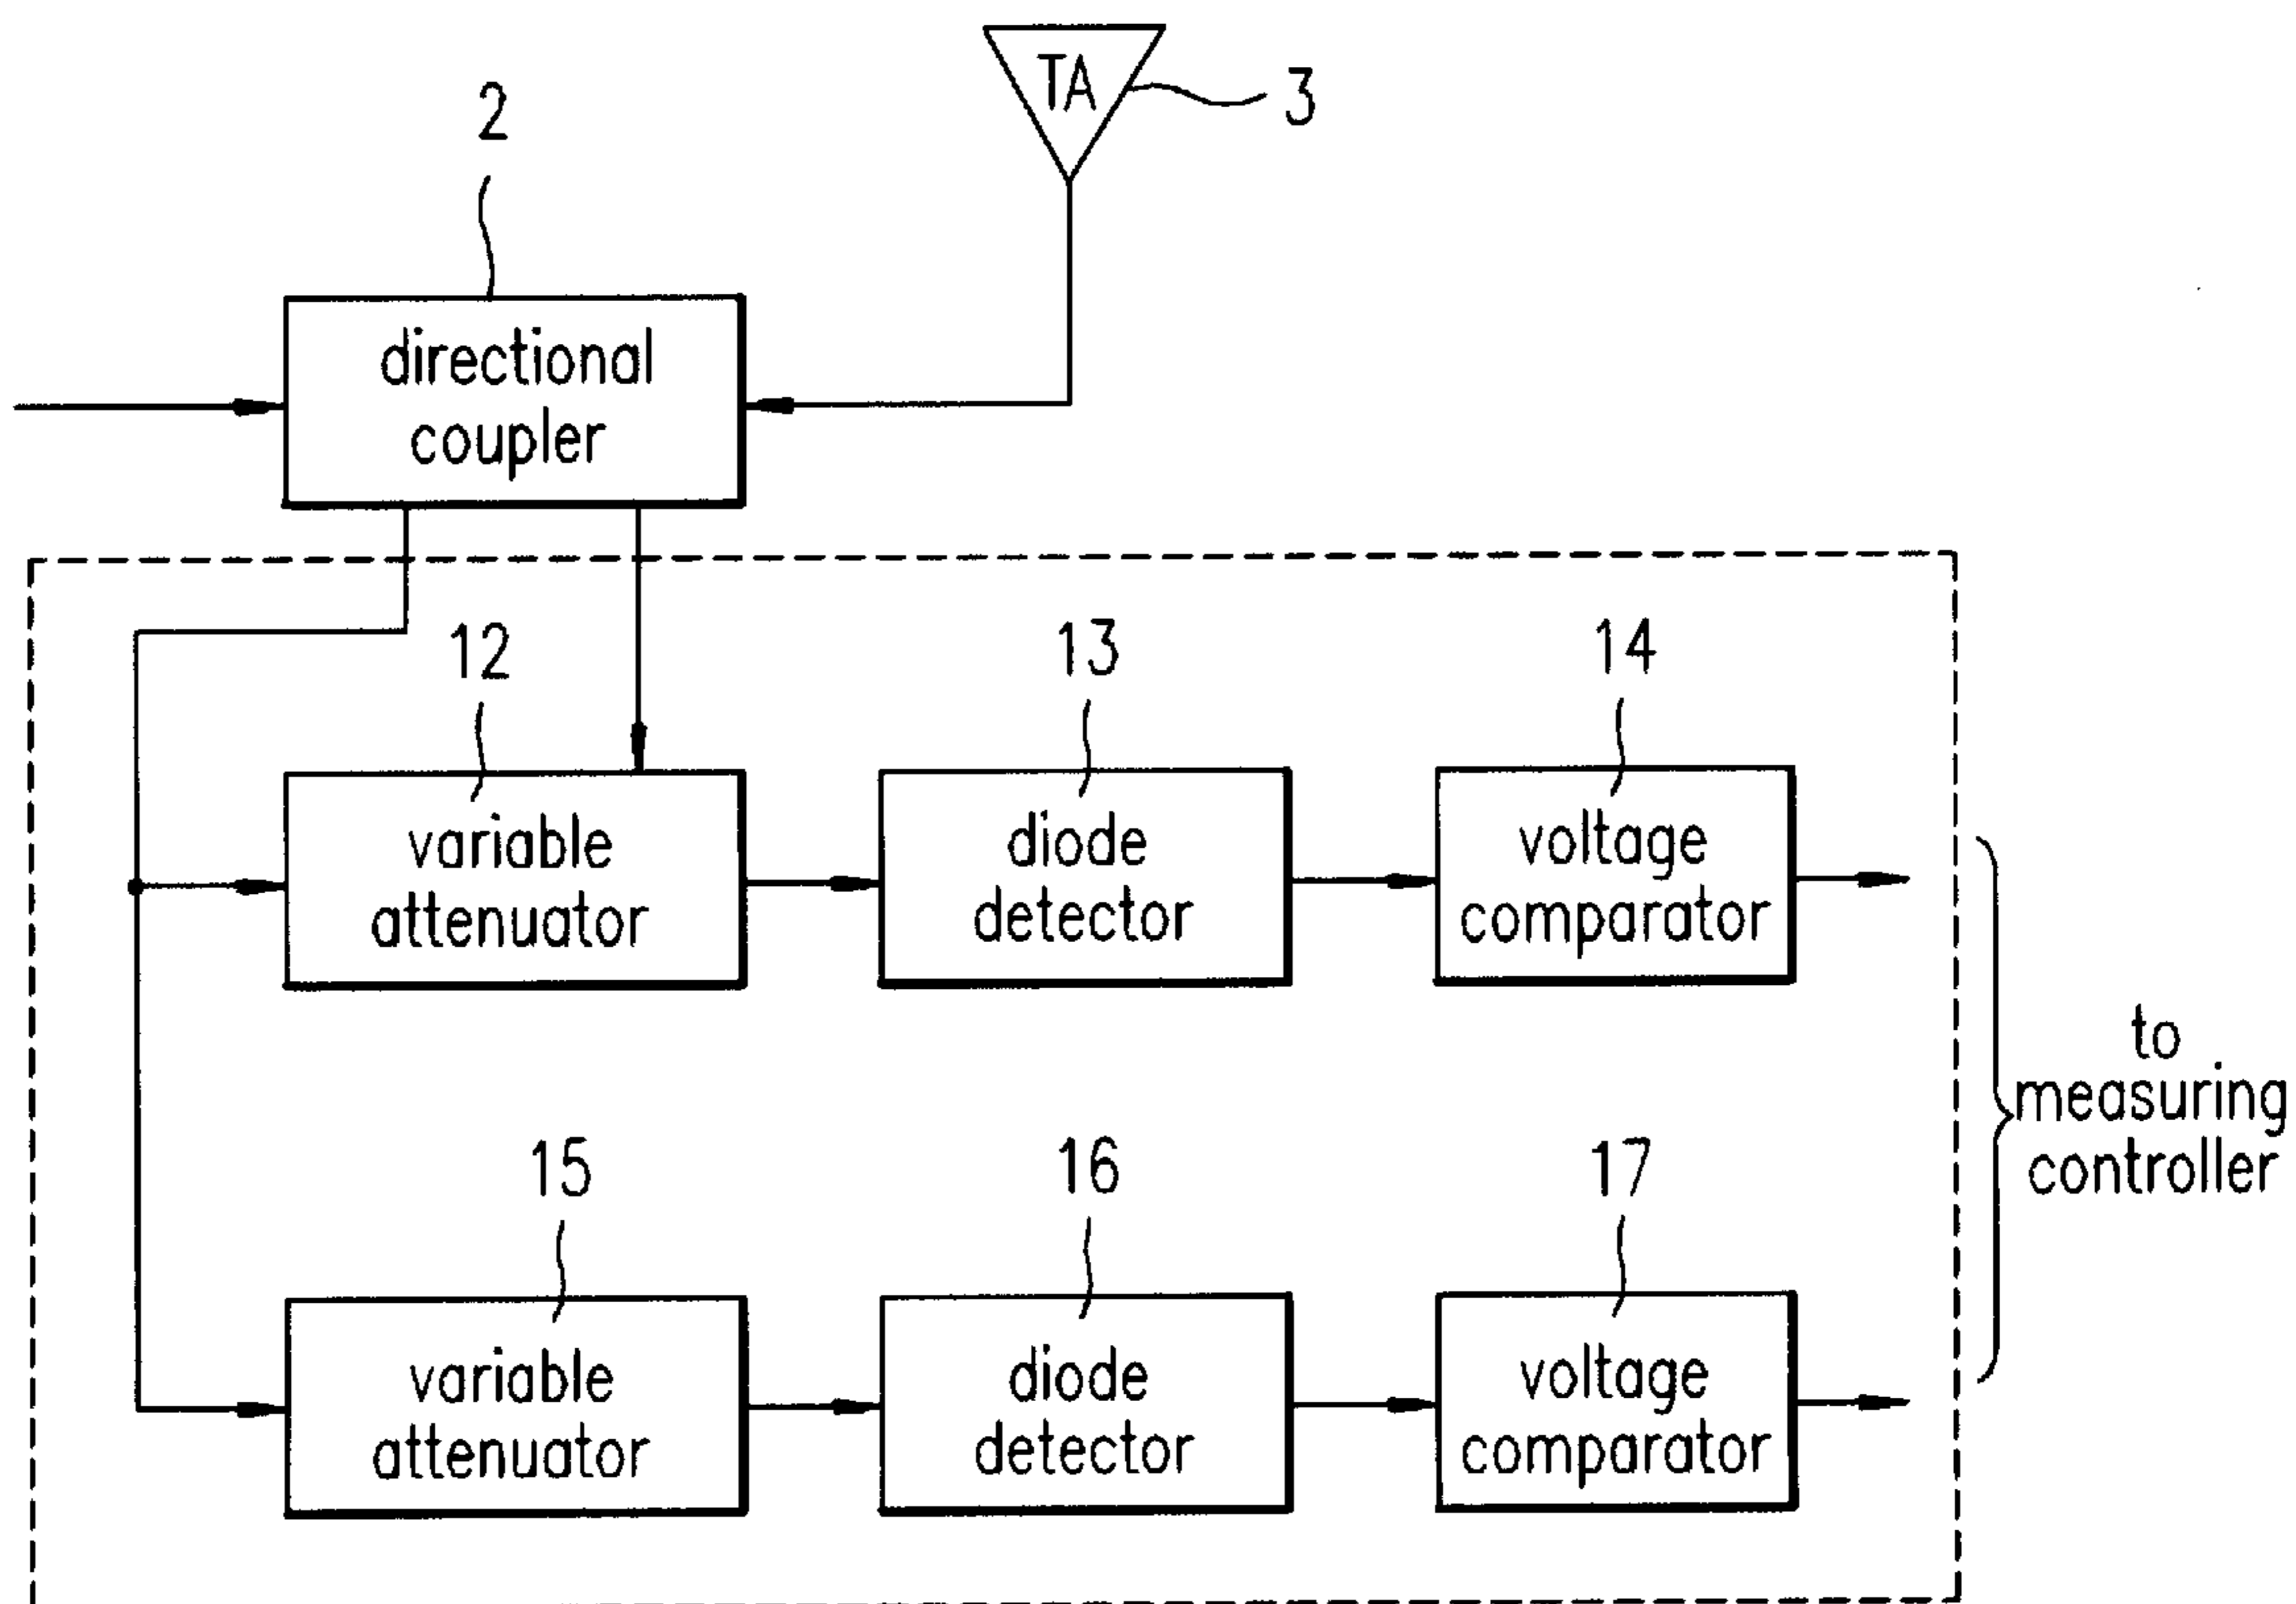 TA
3
2
directional
coupler
12
13
14
variable
attenuator
diode
detector
voltage
comparator
to
measuring
controller
15
16
17
variable
attenuator
diode
detector
voltage
comparator